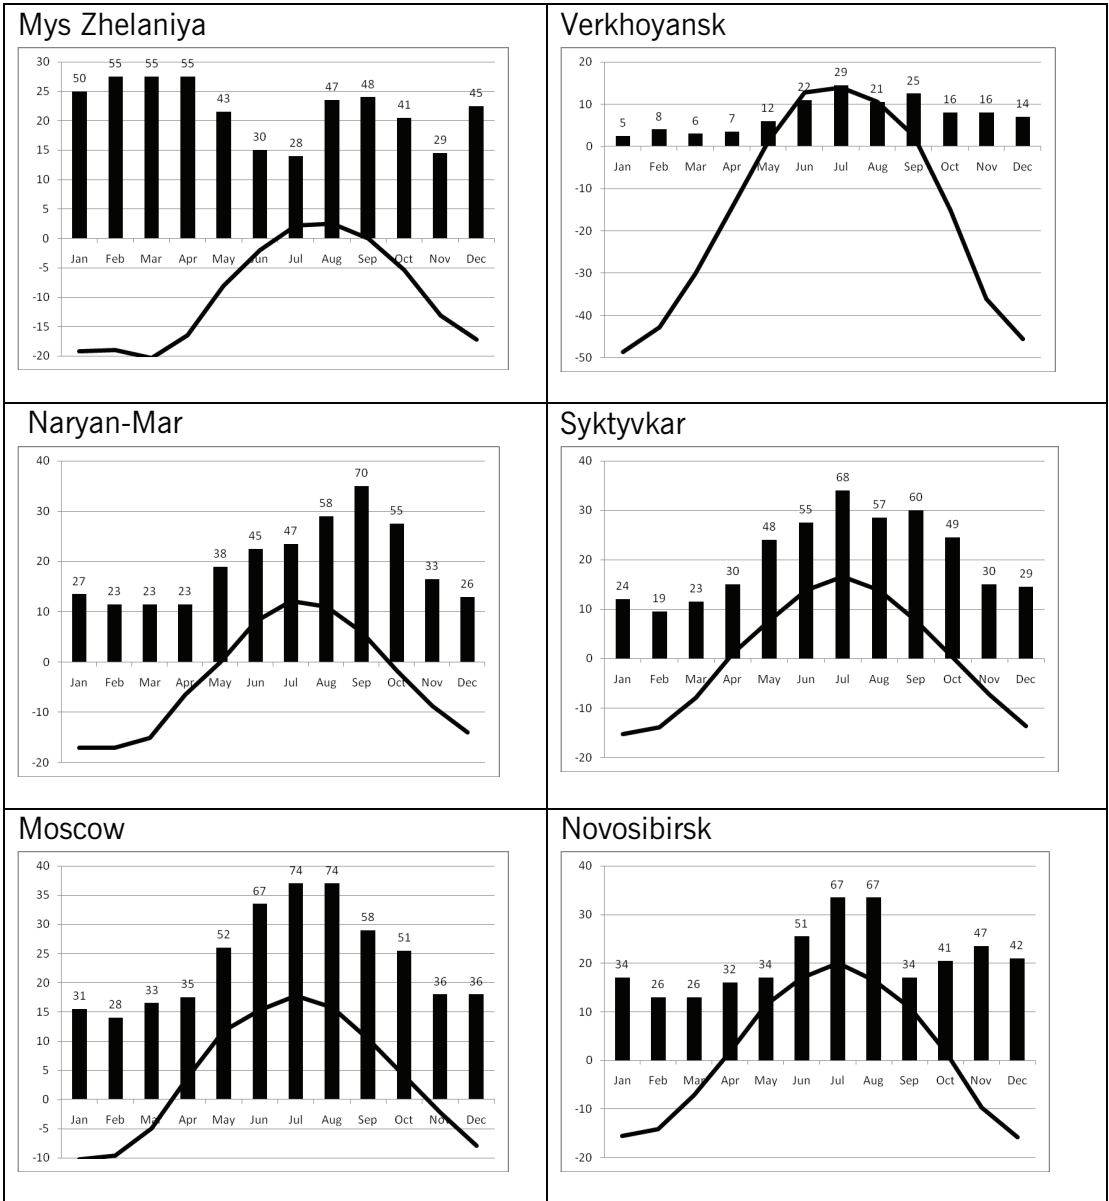 Mys Zhelaniya
30
25
20
15
10
5
0
-5
-10
-15
-20
50 55 55 55 43 30 28 47 48 41 29 45
Jan Feb Mar Apr May Jun Jul Aug Sep Oct Nov Dec
Verkhoyansk
20
10
0
-10
-20
-30
-40
-50
5 8 6 7 12 22 29 21 25 16 16 14
Jan Feb Mar Apr May Jun Jul Aug Sep Oct Nov Dec
Naryan-Mar
40
30
20
10
0
-10
-20
27 23 23 23 38 45 47 58 70 55 33 26
Jan Feb Mar Apr May Jun Jul Aug Sep Oct Nov Dec
Syktyvkar
40
30
20
10
0
-10
-20
24 19 23 30 48 55 68 57 60 49 30 29
Jan Feb Mar Apr May Jun Jul Aug Sep Oct Nov Dec
Moscow
40
35
30
25
20
15
10
5
0
-5
-10
31 28 33 35 52 67 74 74 58 51 36 36
Jan Feb Mar Apr May Jun Jul Aug Sep Oct Nov Dec
Novosibirsk
40
30
20
10
0
-10
-20
34 26 26 32 34 51 67 67 34 41 47 42
Jan Feb Mar Apr May Jun Jul Aug Sep Oct Nov Dec